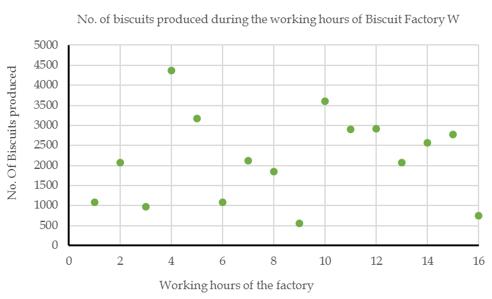 No. of biscuits produced during the working hours of Biscuit Factory W
No. Of Biscuits produced
5000
4500
4000
3500
3000
2500
2000
1500
1000
500
0
0 2 4 6 8 10 12 14 16
Working hours of the factory